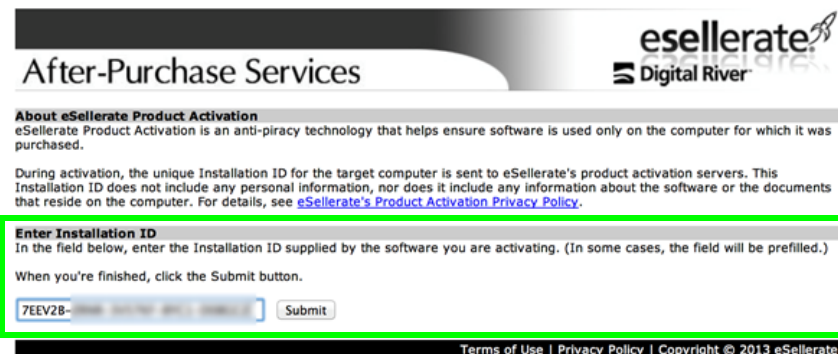 esellerate
After-Purchase Services
Digital River
About eSellerate Product Activation
eSellerate Product Activation is an anti-piracy technology that helps ensure software is used only on the computer for which it was
purchased.
During activation, the unique Installation ID for the target computer is sent to eSellerate's product activation servers. This
Installation ID does not include any personal information, nor does it include any information about the software or the documents
that reside on the computer. For details, see eSellerate's Product Activation Privacy Policy.
Enter Installation ID
In the field below, enter the Installation ID supplied by the software you are activating. (In some cases, the field will be prefilled.)
When you're finished, click the Submit button.
7EEV2B- Submit
Terms of Use | Privacy Policy | Copyright © 2013 eSellerate